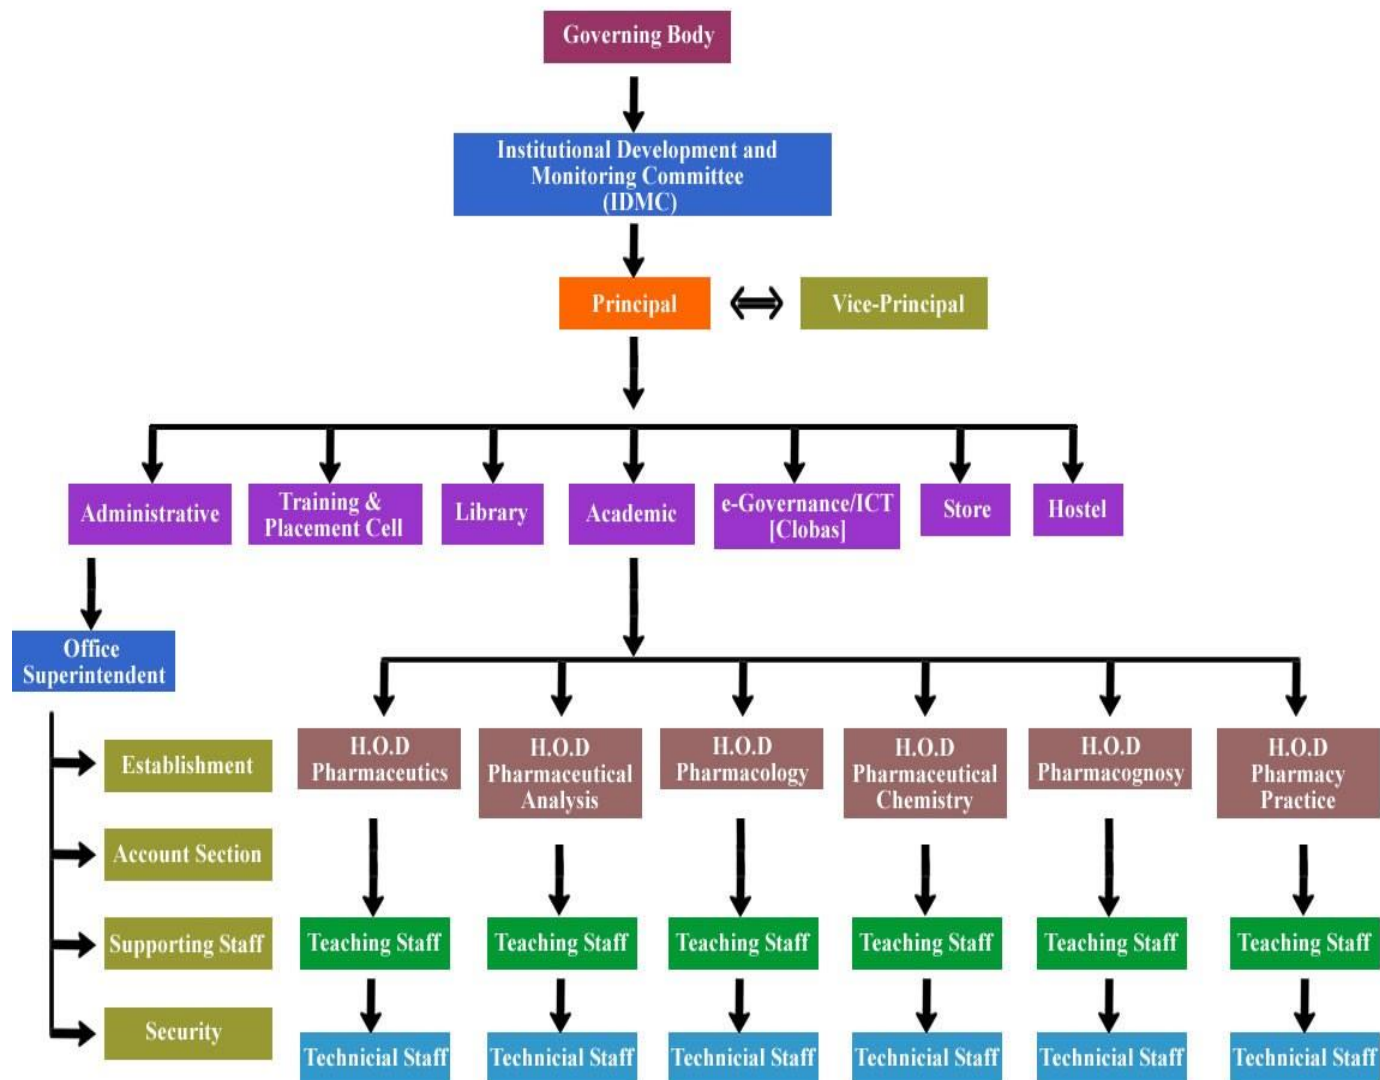 Governing Body
Institutional Development and
Monitoring Committee
(IDMC)
Principal
Vice-Principal
Administrative
Training &
Placement Cell
Library
Academic
e-Governance/ICT
[Clobas]
Store
Hostel
Office
Superintendent
Establishment
Account Section
Supporting Staff
Security
H.O.D
Pharmaceutics
H.O.D
Pharmaceutical
Analysis
H.O.D
Pharmacology
H.O.D
Pharmaceutical
Chemistry
H.O.D
Pharmacognosy
H.O.D
Pharmacy
Practice
Teaching Staff
Teaching Staff
Teaching Staff
Teaching Staff
Teaching Staff
Teaching Staff
Technicial Staff
Technicial Staff
Technicial Staff
Technicial Staff
Technicial Staff
Technicial Staff